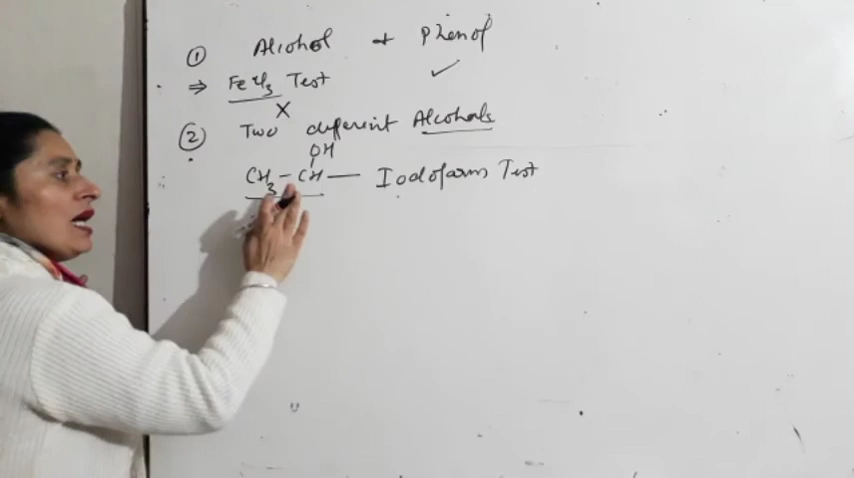 ① Alcohol + Phenol
⇒ FeCl3 Test ✓
X
② Two different Alcohols
OH
CH3-CH— Iodoform Test